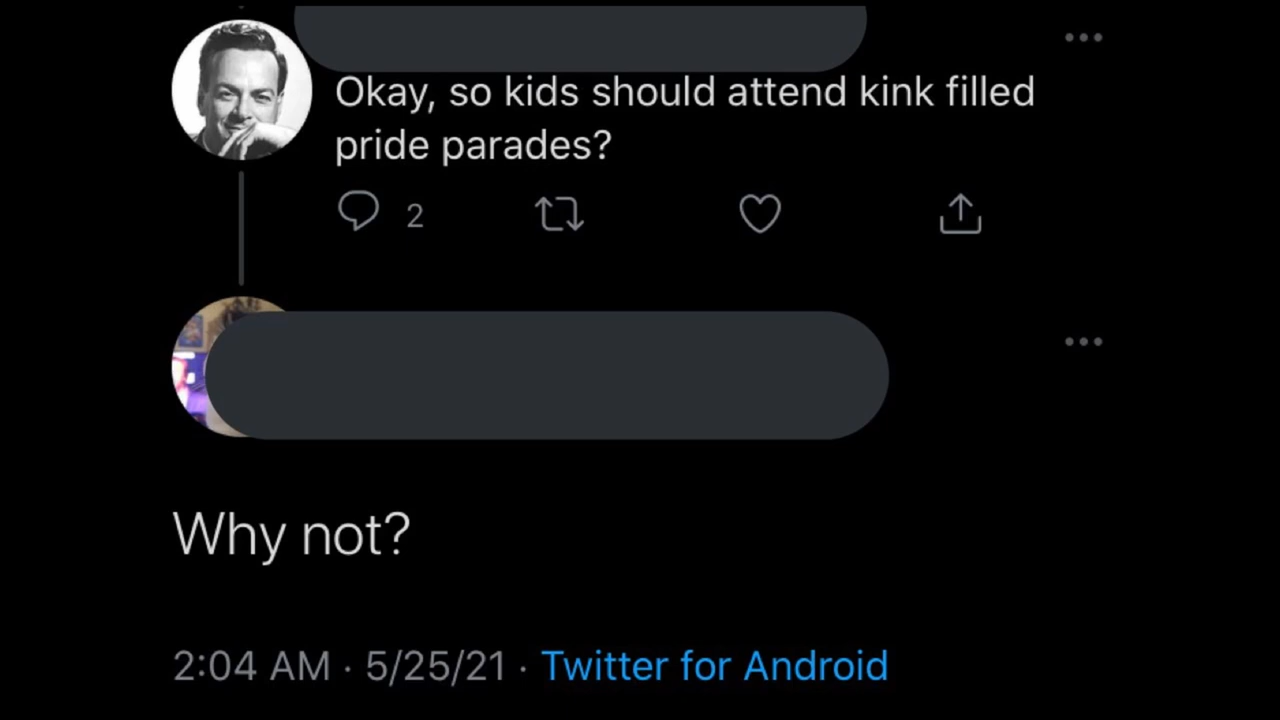 Okay, so kids should attend kink filled
pride parades?
2
Why not?
2:04 AM · 5/25/21 · Twitter for Android